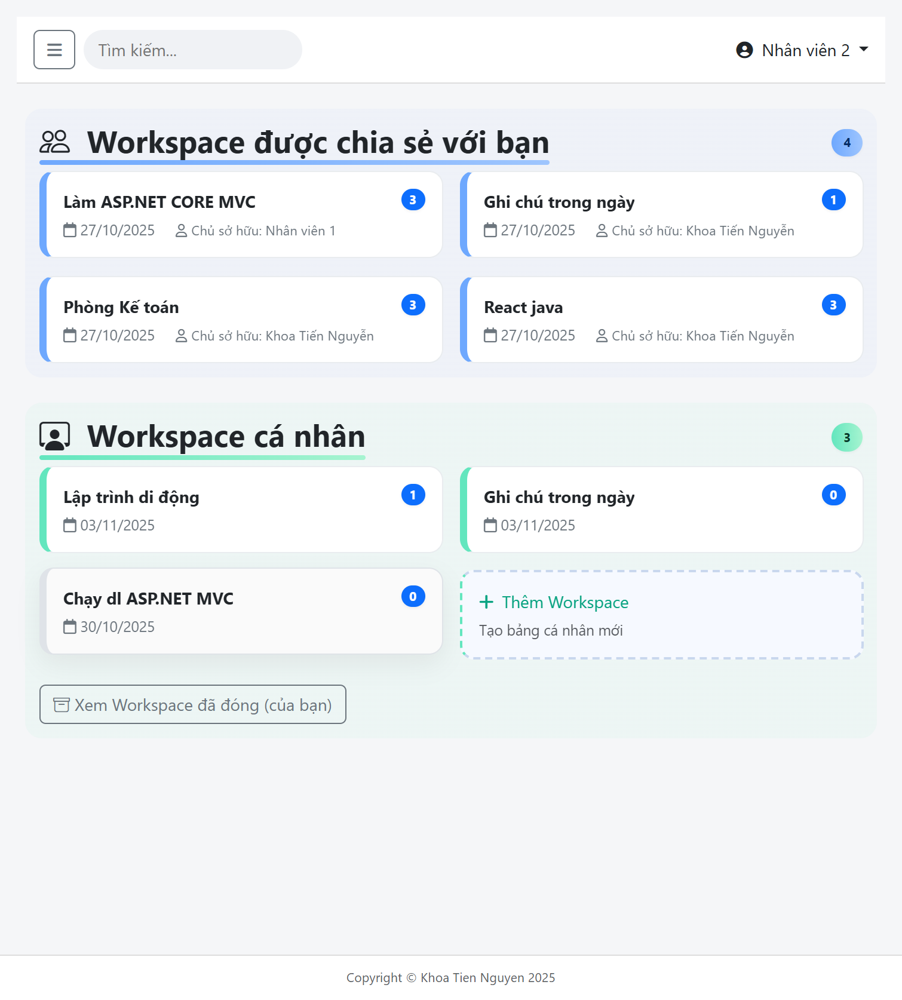 Tìm kiếm...
Nhân viên 2
Workspace được chia sẻ với bạn
4
Làm ASP.NET CORE MVC
3
27/10/2025 Chủ sở hữu: Nhân viên 1
Ghi chú trong ngày
1
27/10/2025 Chủ sở hữu: Khoa Tiến Nguyễn
Phòng Kế toán
3
27/10/2025 Chủ sở hữu: Khoa Tiến Nguyễn
React java
3
27/10/2025 Chủ sở hữu: Khoa Tiến Nguyễn
Workspace cá nhân
3
Lập trình di động
1
03/11/2025
Ghi chú trong ngày
0
03/11/2025
Chạy dl ASP.NET MVC
0
30/10/2025
Thêm Workspace
Tạo bảng cá nhân mới
Xem Workspace đã đóng (của bạn)
Copyright © Khoa Tien Nguyen 2025